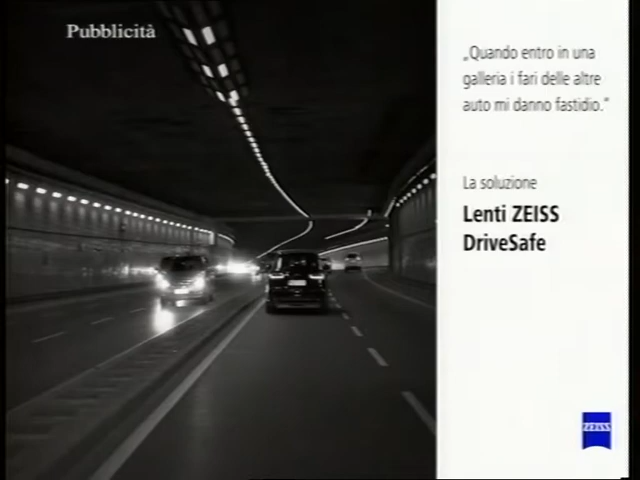 Pubblicità
„Quando entro in una
galleria i fari delle altre
auto mi danno fastidio.”
La soluzione
Lenti ZEISS
DriveSafe
ZEISS